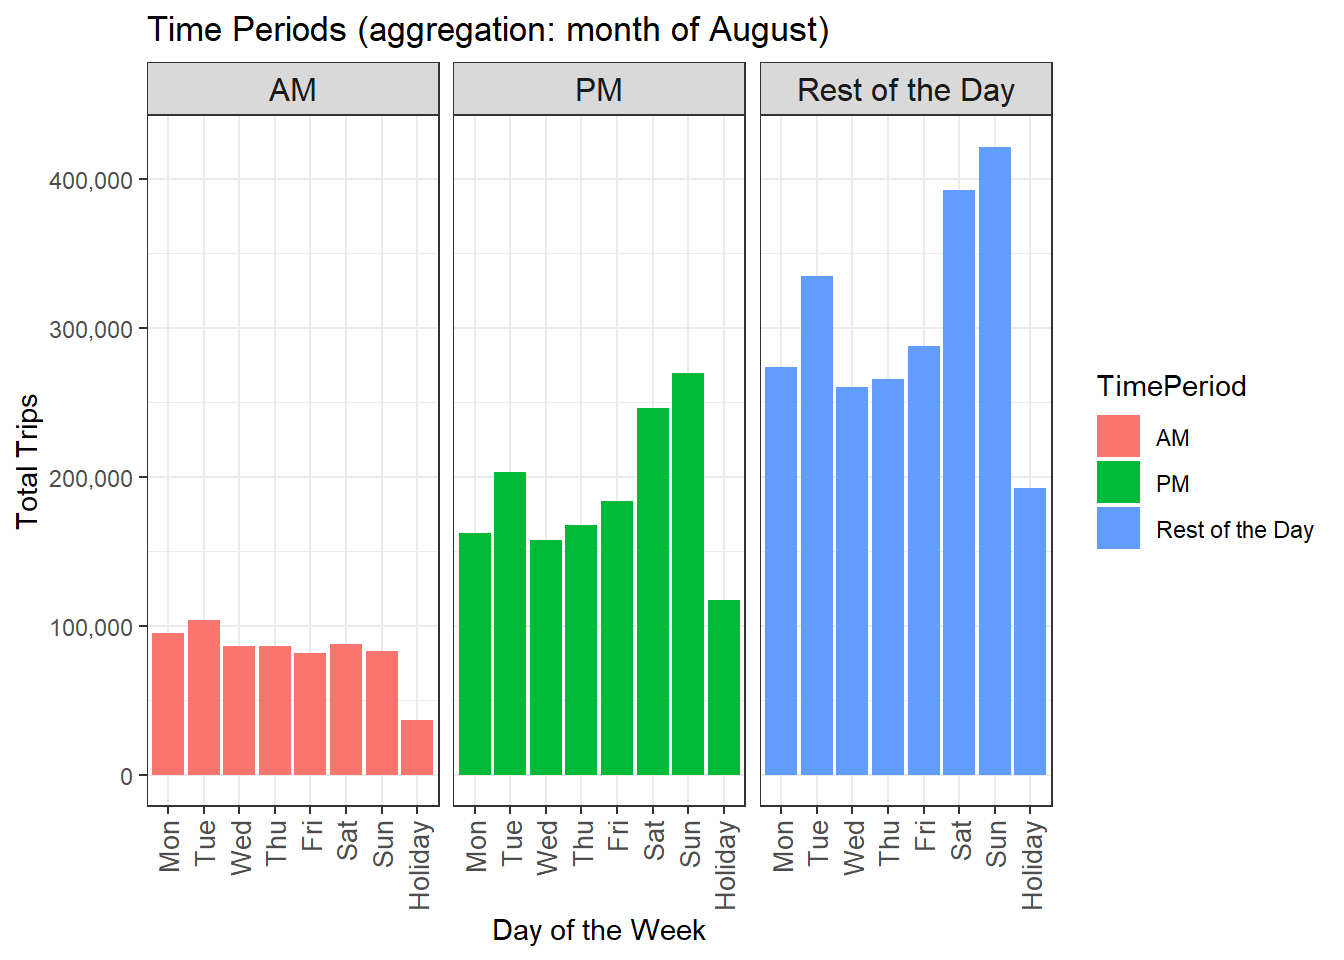 Time Periods (aggregation: month of August)
AM
PM
Rest of the Day
Total Trips
400,000
300,000
200,000
100,000
0
Mon Tue Wed Thu Fri Sat Sun Holiday
Mon Tue Wed Thu Fri Sat Sun Holiday
Mon Tue Wed Thu Fri Sat Sun Holiday
Day of the Week
TimePeriod
AM
PM
Rest of the Day